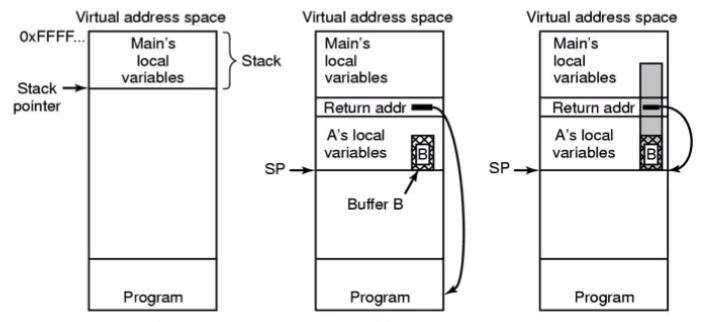 Virtual address space
0xFFFF...
Main's
local
variables
Stack
Stack
pointer
Program
Virtual address space
Main's
local
variables
Return addr
A's local
variables
B
SP
Buffer B
Program
Virtual address space
Main's
local
variables
Return addr
A's local
variables
B
SP
Program